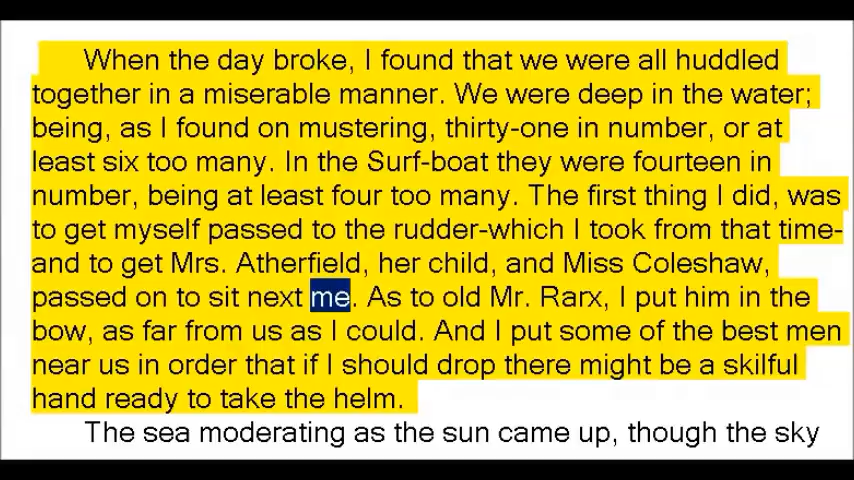 When the day broke, I found that we were all huddled
together in a miserable manner. We were deep in the water;
being, as I found on mustering, thirty-one in number, or at
least six too many. In the Surf-boat they were fourteen in
number, being at least four too many. The first thing I did, was
to get myself passed to the rudder-which I took from that time-
and to get Mrs. Atherfield, her child, and Miss Coleshaw,
passed on to sit next me. As to old Mr. Rarx, I put him in the
bow, as far from us as I could. And I put some of the best men
near us in order that if I should drop there might be a skilful
hand ready to take the helm.
The sea moderating as the sun came up, though the sky